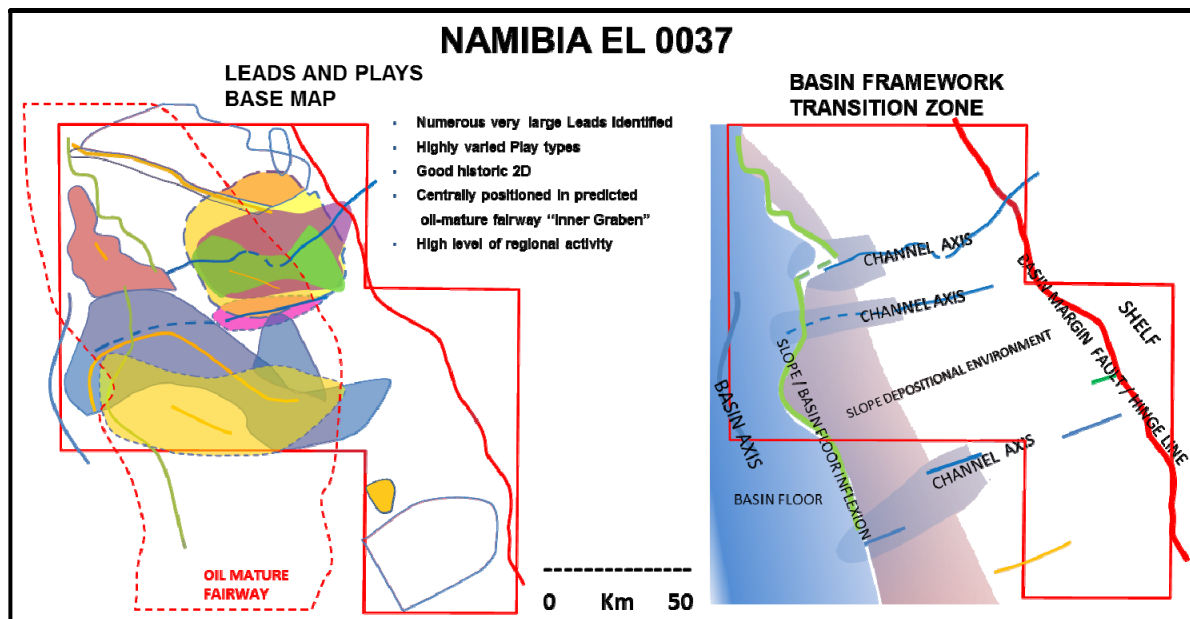 NAMIBIA EL 0037
LEADS AND PLAYS
BASE MAP
▪ Numerous very large Leads Identified
▪ Highly varied Play types
▪ Good historic 2D
▪ Centrally positioned in predicted
oil-mature fairway “Inner Graben”
▪ High level of regional activity
OIL MATURE
FAIRWAY
0 Km 50
BASIN FRAMEWORK
TRANSITION ZONE
CHANNEL AXIS
CHANNEL AXIS
SHELF
BASIN MARGIN FAULT / HINGE LINE
SLOPE DEPOSITIONAL ENVIRONMENT
SLOPE / BASIN FLOOR INFLEXION
BASIN AXIS
CHANNEL AXIS
BASIN FLOOR